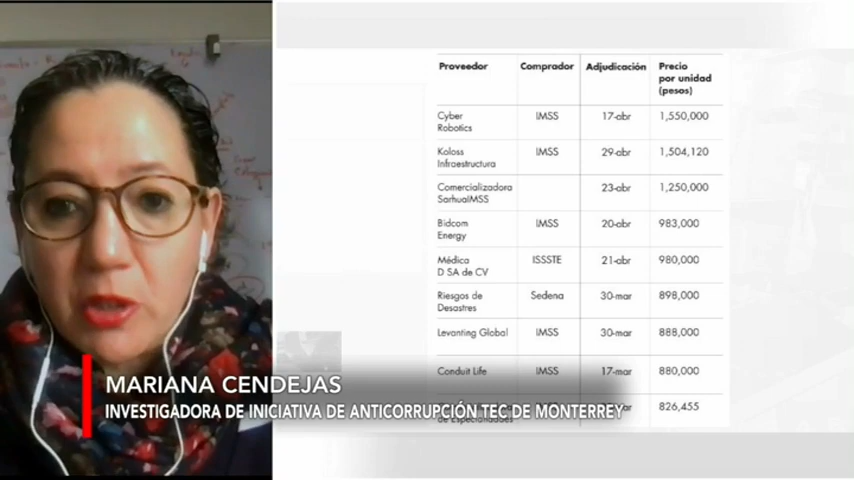 Proveedor Comprador Adjudicación Precio
por unidad
(pesos)
Cyber IMSS 17-abr 1,550,000
Robotics
Koloss IMSS 29-abr 1,504,120
Infraestructura
Comercializadora 23-abr 1,250,000
SarhuaIMSS
Bidcom IMSS 20-abr 983,000
Energy
Médica ISSSTE 21-abr 980,000
D SA de CV
Riesgos de Sedena 30-mar 898,000
Desastres
Levanting Global IMSS 30-mar 888,000
Conduit Life IMSS 17-mar 880,000
826,455
de Especialidades
MARIANA CENDEJAS
INVESTIGADORA DE INICIATIVA DE ANTICORRUPCIÓN TEC DE MONTERREY